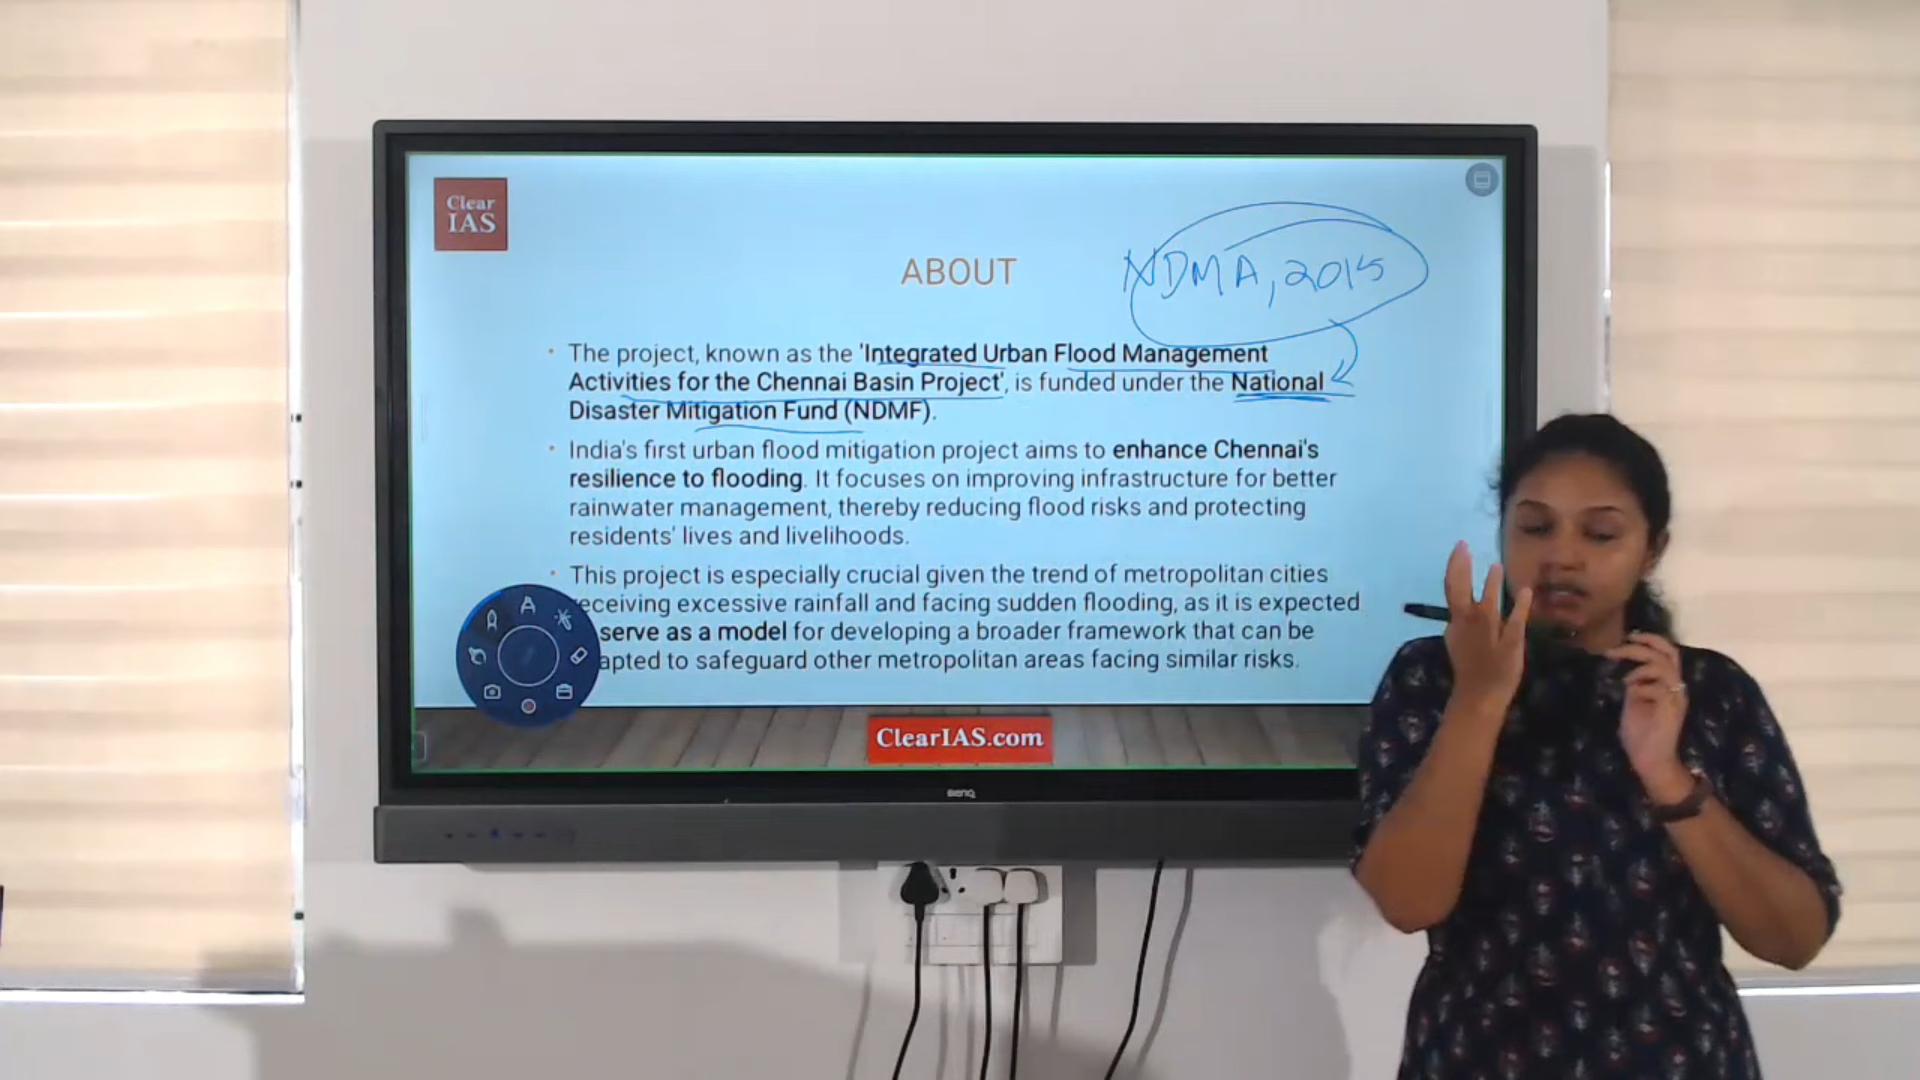 Clear
IAS
NDMA, 2015
ABOUT
• The project, known as the 'Integrated Urban Flood Management
Activities for the Chennai Basin Project', is funded under the National
Disaster Mitigation Fund (NDMF).
• India's first urban flood mitigation project aims to enhance Chennai's
resilience to flooding. It focuses on improving infrastructure for better
rainwater management, thereby reducing flood risks and protecting
residents' lives and livelihoods.
• This project is especially crucial given the trend of metropolitan cities
eceiving excessive rainfall and facing sudden flooding, as it is expected
serve as a model for developing a broader framework that can be
apted to safeguard other metropolitan areas facing similar risks.
ClearIAS.com
BenQ